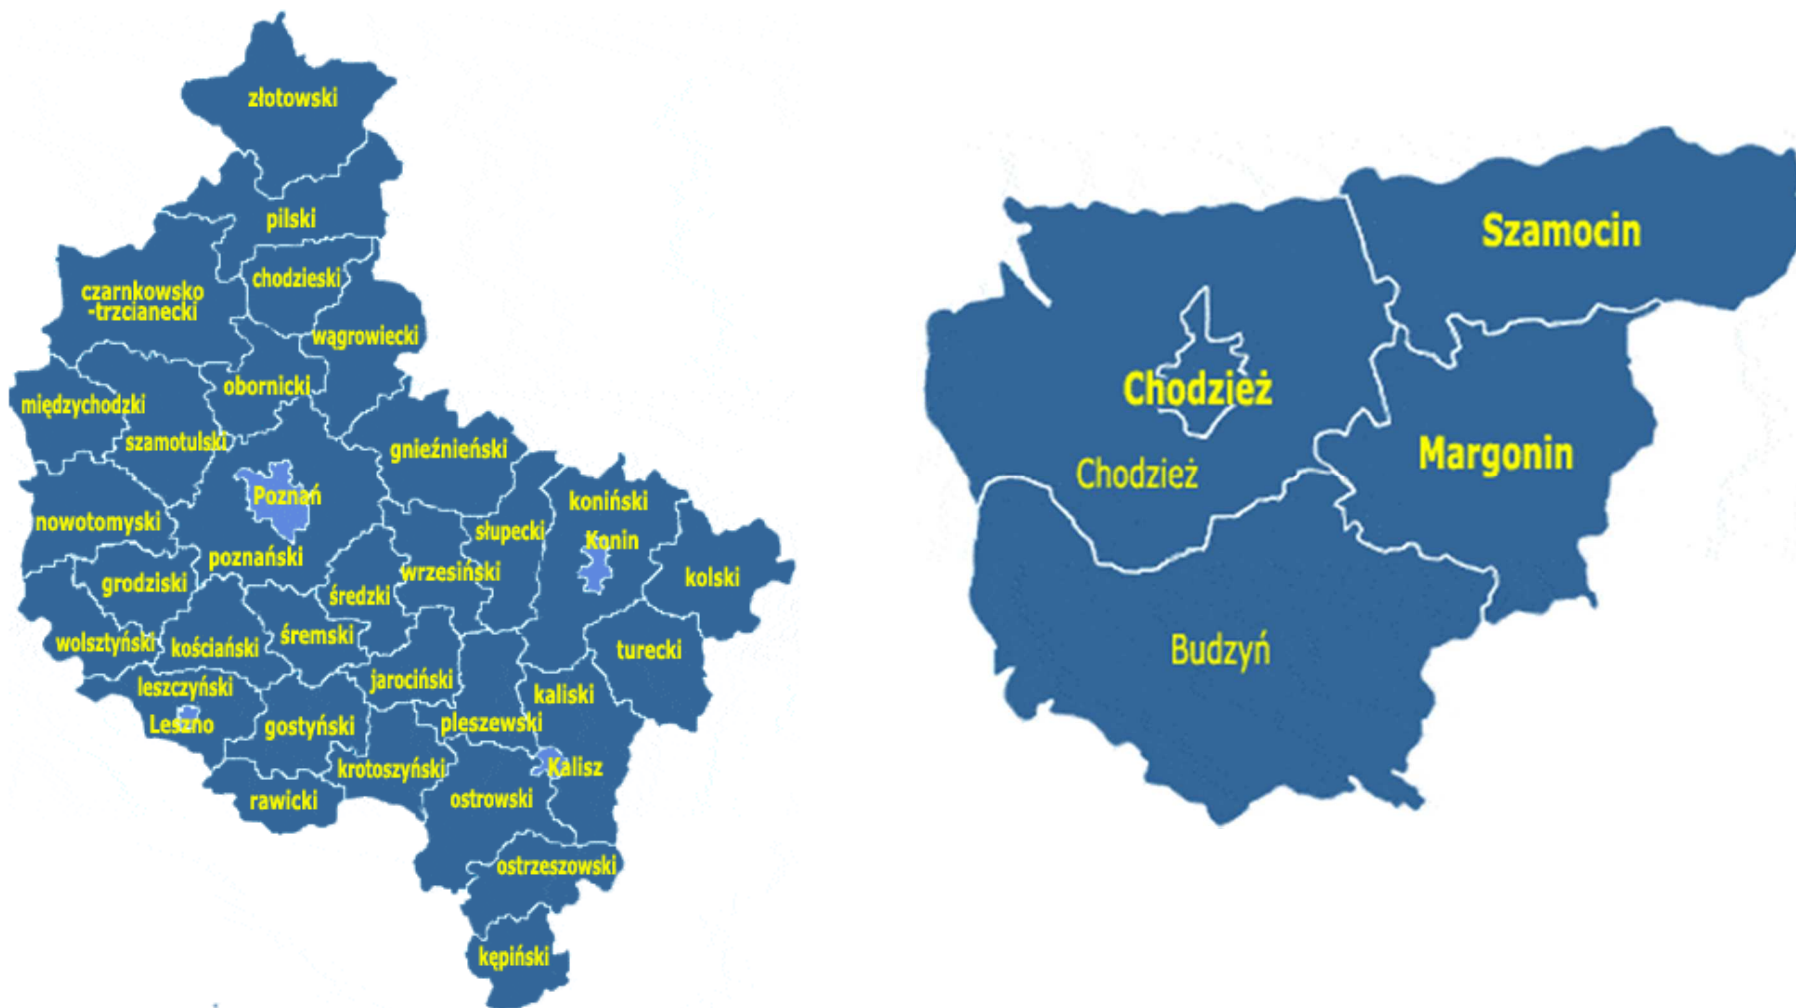 złotowski
pilski
chodzieski
czarnkowsko
-trzcianecki
wągrowiecki
obornicki
międzychodzki
szamotulski
gnieźnieński
Poznań
koniński
nowotomyski
słupecki
Konin
poznański
wrzesiński
kolski
grodziski
średzki
wolsztyński
kościański
śremski
turecki
leszczyński
jarociński
kaliski
Leszno
gostyński
pleszewski
krotoszyński
Kalisz
rawicki
ostrowski
ostrzeszowski
kępiński
Szamocin
Chodzież
Margonin
Chodzież
Budzyń